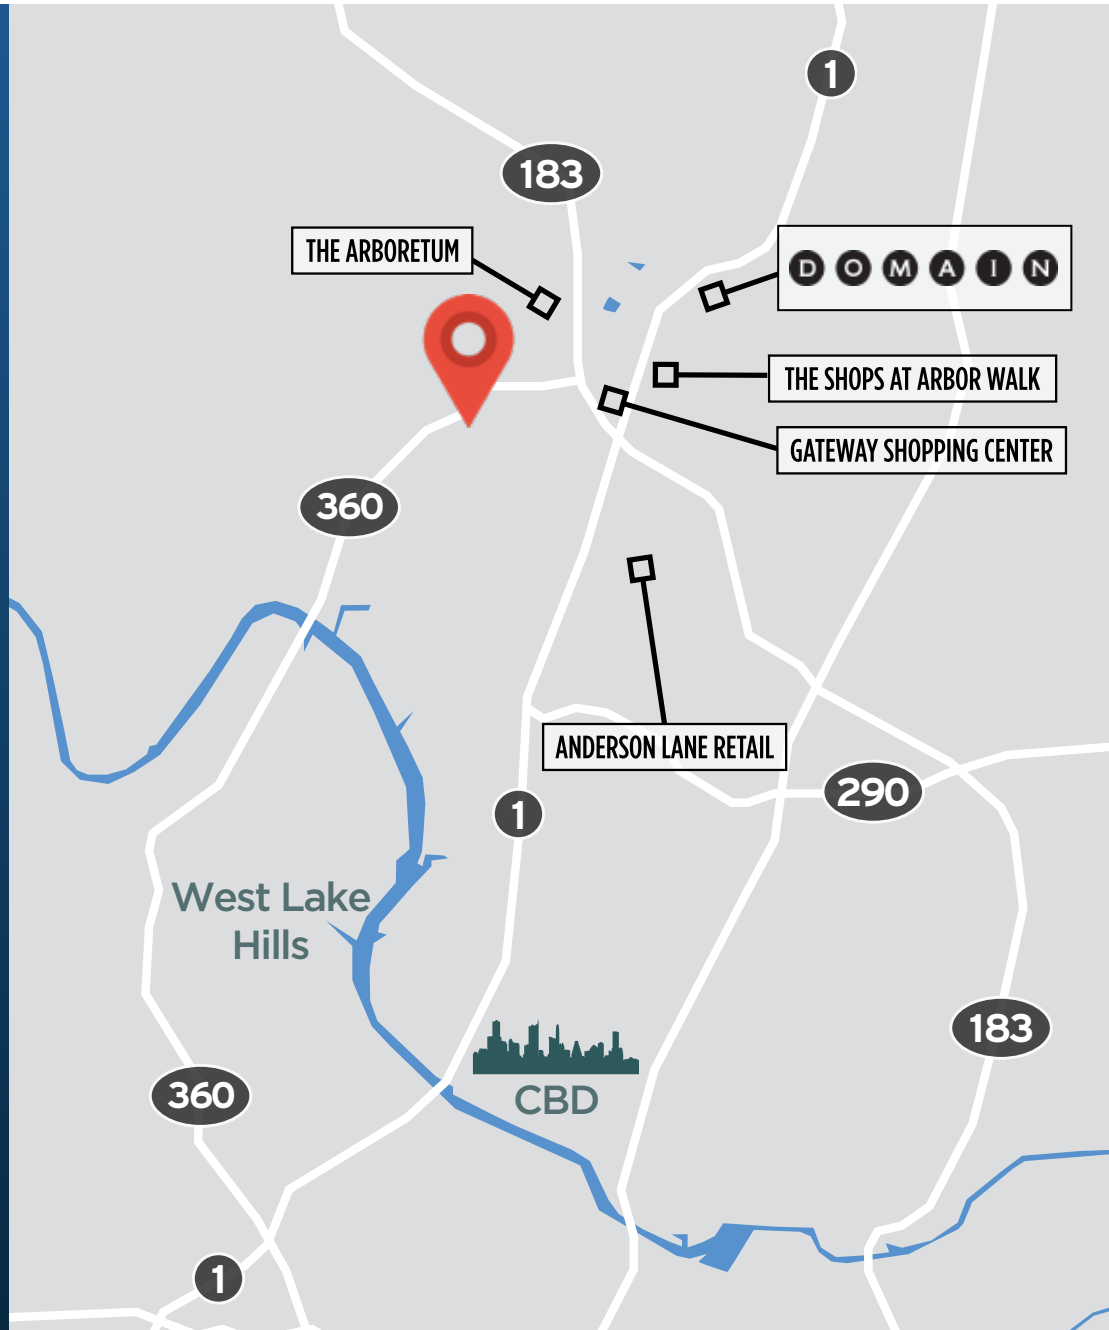 1
183
THE ARBORETUM
DOMAIN
THE SHOPS AT ARBOR WALK
GATEWAY SHOPPING CENTER
360
ANDERSON LANE RETAIL
290
1
West Lake
Hills
183
CBD
360
1